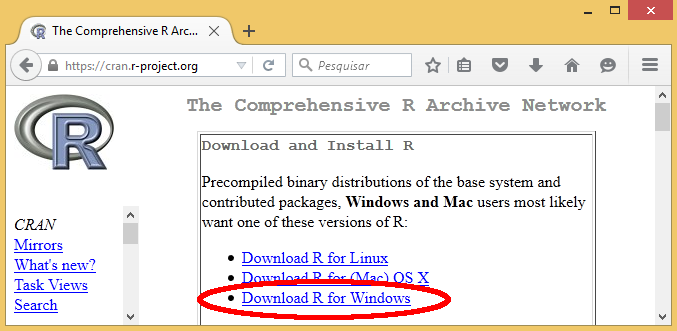 The Comprehensive R Arc...
https://cran.r-project.org
Pesquisar
R
The Comprehensive R Archive Network
CRAN
Mirrors
What's new?
Task Views
Search
Download and Install R
Precompiled binary distributions of the base system and
contributed packages, Windows and Mac users most likely
want one of these versions of R:
Download R for Linux
Download R for (Mac) OS X
Download R for Windows